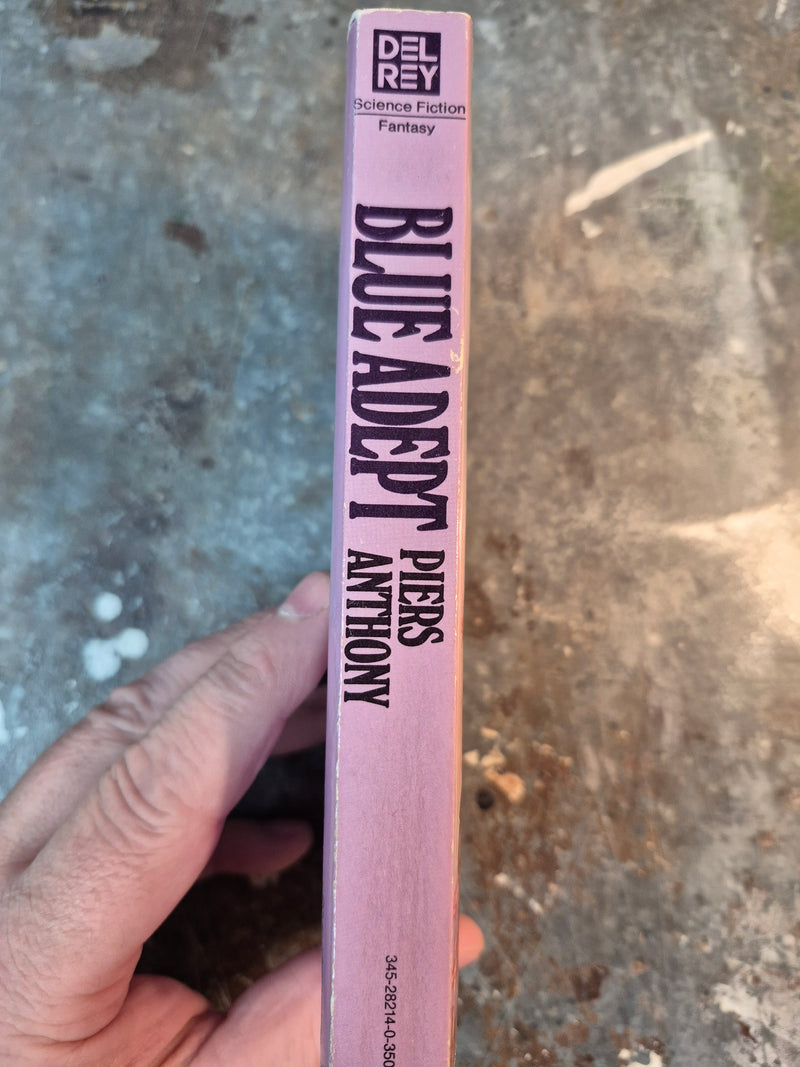 DEL
REY
Science Fiction
Fantasy
BLUE ADEPT
PIERS
ANTHONY
345-28214-0-350